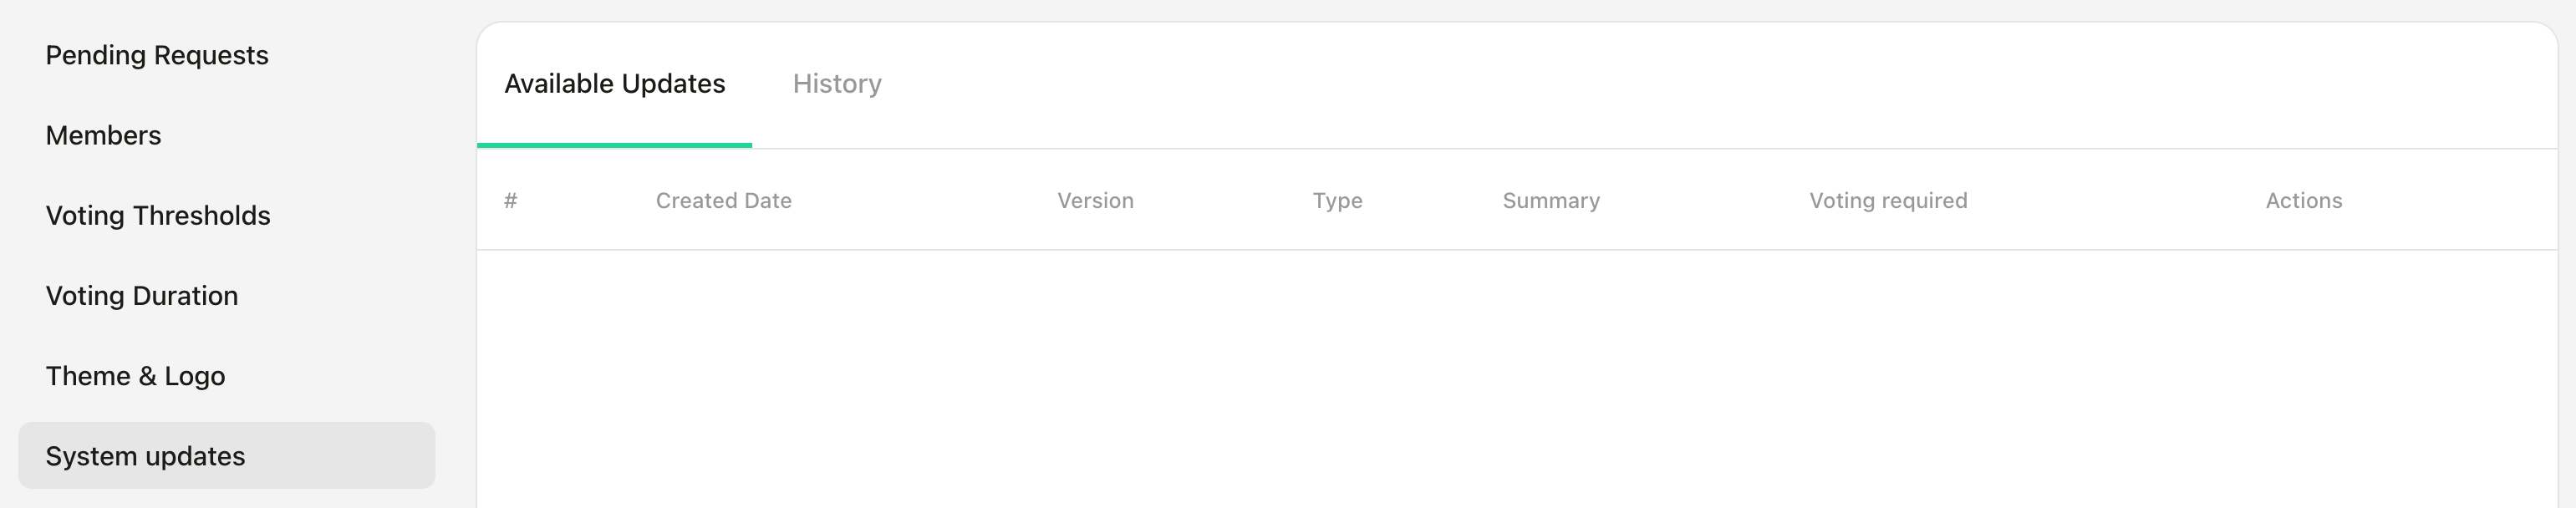 Pending Requests
Members
Voting Thresholds
Voting Duration
Theme & Logo
System updates
Available Updates History
# Created Date Version Type Summary Voting required Actions